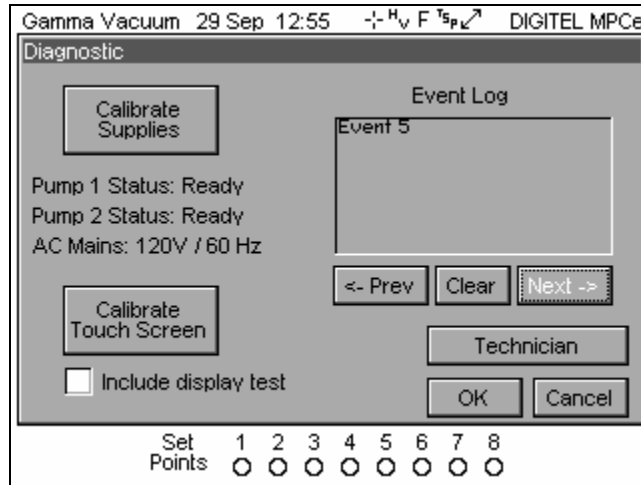 Gamma Vacuum 29 Sep 12:55 HV F TSP DIGITEL MPCe
Diagnostic
Calibrate
Supplies
Pump 1 Status: Ready
Pump 2 Status: Ready
AC Mains: 120V / 60 Hz
Calibrate
Touch Screen
Include display test
Event Log
Event 5
<- Prev Clear Next ->
Technician
OK Cancel
Set 1 2 3 4 5 6 7 8
Points